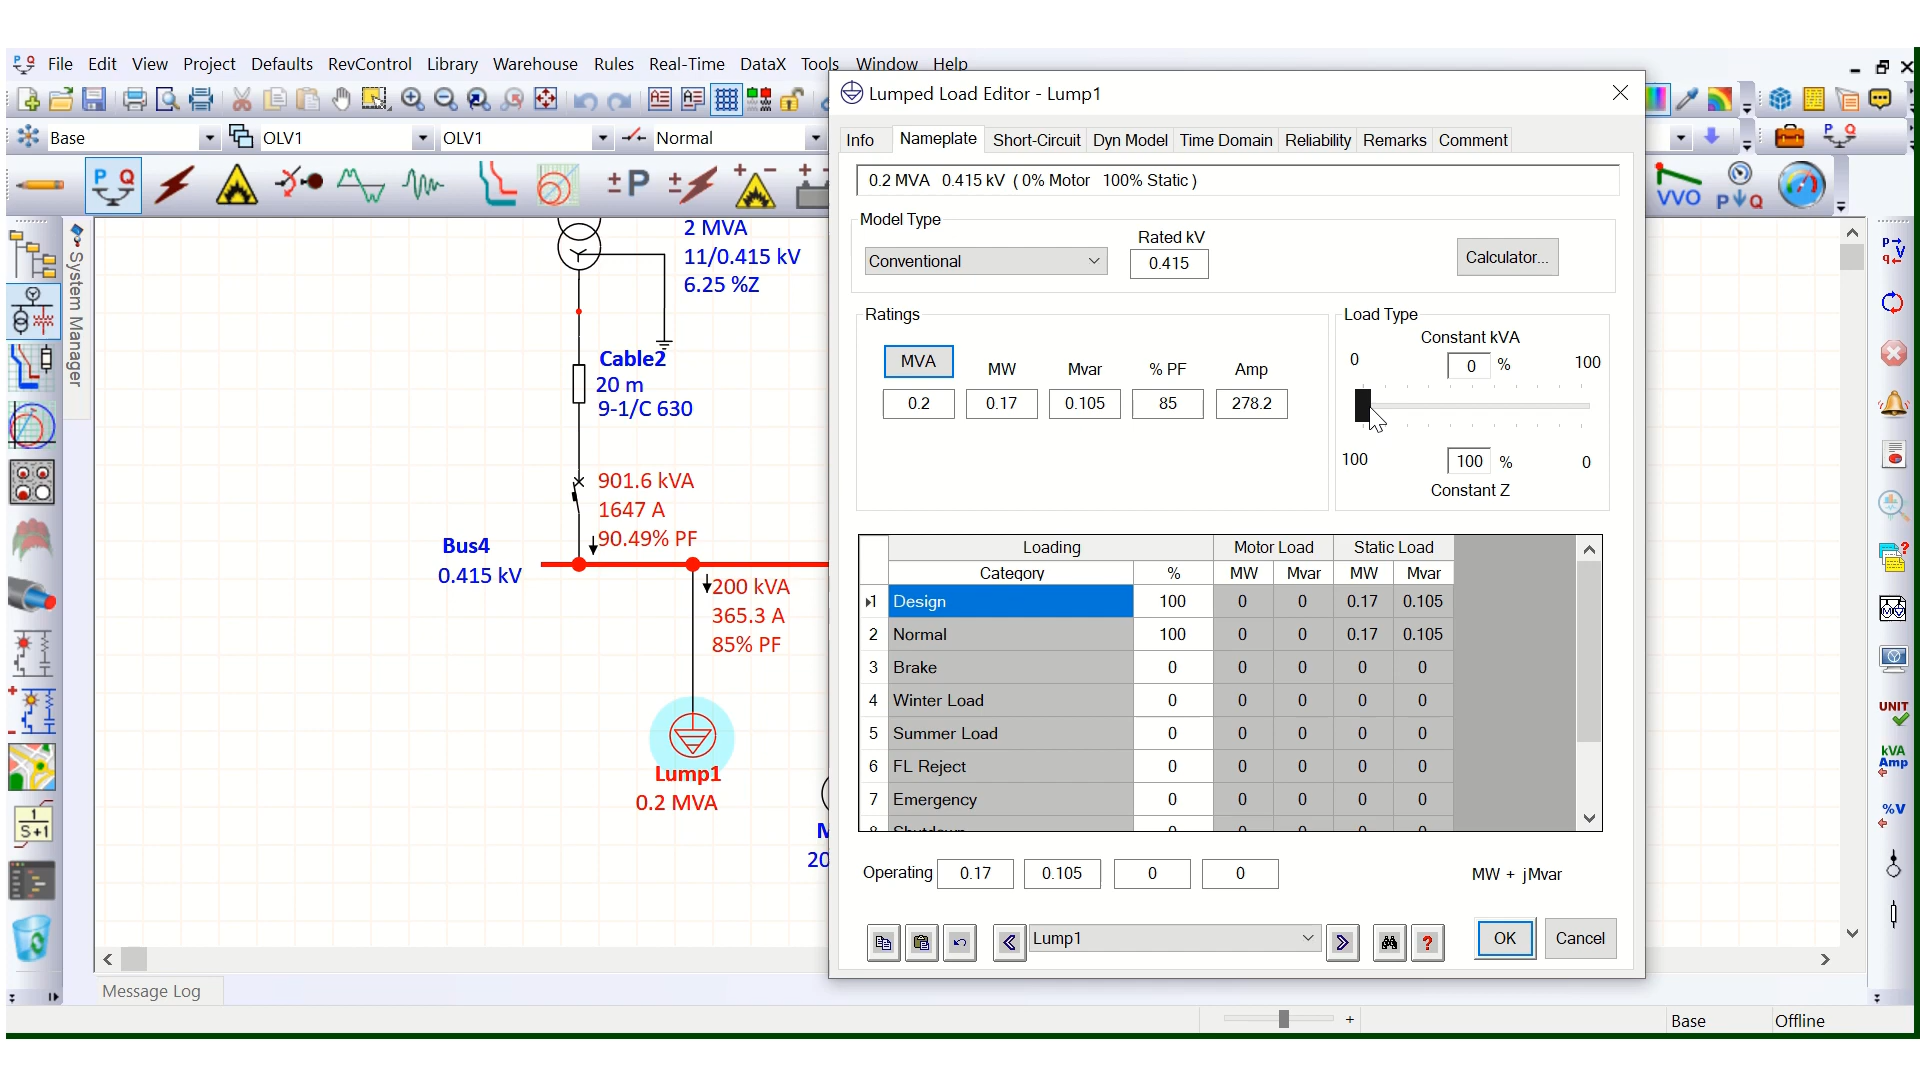 File Edit View Project Defaults RevControl Library Warehouse Rules Real-Time DataX Tools Window Help
Base OLV1 OLV1 Normal
P Q
± P
VVO
P Q
System Manager
2 MVA
11/0.415 kV
6.25 %Z
Cable2
20 m
9-1/C 630
901.6 kVA
1647 A
90.49% PF
Bus4
0.415 kV
200 kVA
365.3 A
85% PF
Lump1
0.2 MVA
20
Lumped Load Editor - Lump1
Info Nameplate Short-Circuit Dyn Model Time Domain Reliability Remarks Comment
0.2 MVA 0.415 kV ( 0% Motor 100% Static )
Model Type
Rated kV
Conventional 0.415 Calculator...
Ratings
MVA MW Mvar % PF Amp
0.2 0.17 0.105 85 278.2
Load Type
Constant kVA
0 0 % 100
100 100 % 0
Constant Z
Loading Motor Load Static Load
Category % MW Mvar MW Mvar
1 Design 100 0 0 0.17 0.105
2 Normal 100 0 0 0.17 0.105
3 Brake 0 0 0 0 0
4 Winter Load 0 0 0 0 0
5 Summer Load 0 0 0 0 0
6 FL Reject 0 0 0 0 0
7 Emergency 0 0 0 0 0
8 Shutdown 0 0 0 0 0
Operating 0.17 0.105 0 0 MW + jMvar
Lump1 ? OK Cancel
UNIT
kVA
Amp
%V
1
S+1
Message Log
Base Offline